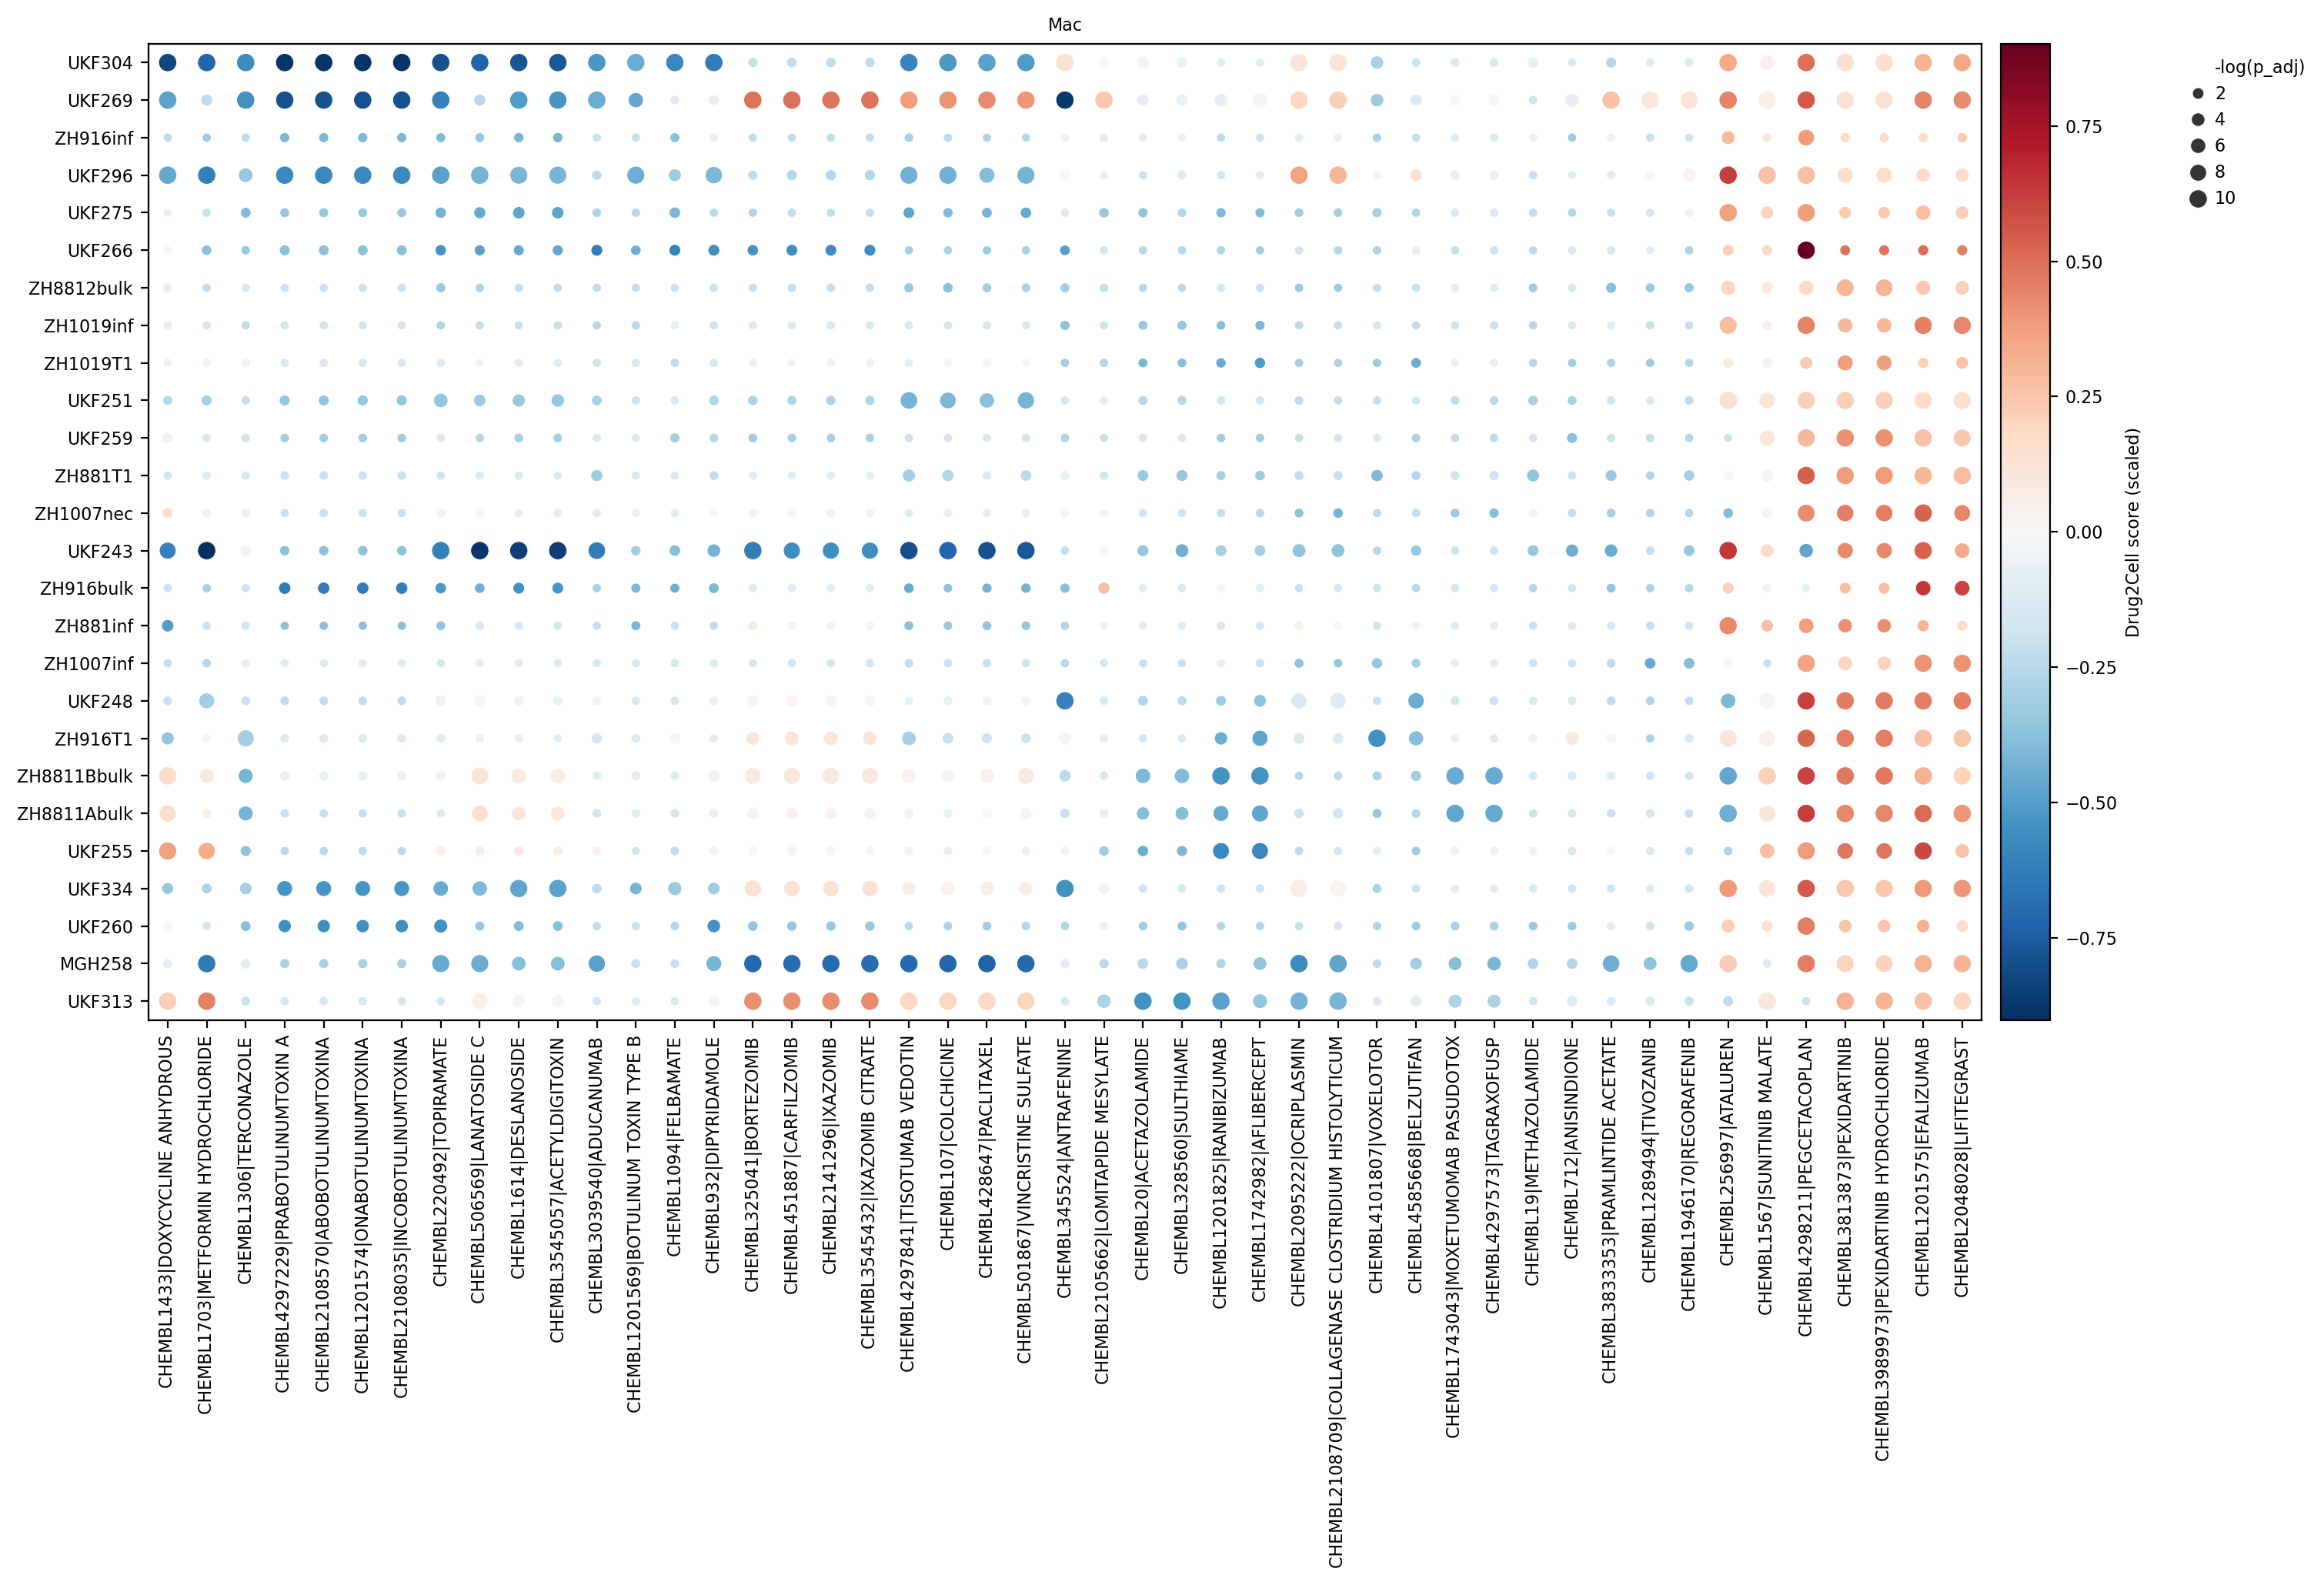 Mac
UKF304
UKF269
ZH916inf
UKF296
UKF275
UKF266
ZH8812bulk
ZH1019inf
ZH1019T1
UKF251
UKF259
ZH881T1
ZH1007nec
UKF243
ZH916bulk
ZH881inf
ZH1007inf
UKF248
ZH916T1
ZH8811Bbulk
ZH8811Abulk
UKF255
UKF334
UKF260
MGH258
UKF313
CHEMBL1433|DOXYCYCLINE ANHYDROUS
CHEMBL1703|METFORMIN HYDROCHLORIDE
CHEMBL1306|TERCONAZOLE
CHEMBL4297229|PRABOTULINUMTOXIN A
CHEMBL2108570|ABOBOTULINUMTOXINA
CHEMBL1201574|ONABOTULINUMTOXINA
CHEMBL2108035|INCOBOTULINUMTOXINA
CHEMBL220492|TOPIRAMATE
CHEMBL506569|LANATOSIDE C
CHEMBL1614|DESLANOSIDE
CHEMBL3545057|ACETYLDIGITOXIN
CHEMBL3039540|ADUCANUMAB
CHEMBL1201569|BOTULINUM TOXIN TYPE B
CHEMBL1094|FELBAMATE
CHEMBL932|DIPYRIDAMOLE
CHEMBL325041|BORTEZOMIB
CHEMBL451887|CARFILZOMIB
CHEMBL2141296|IXAZOMIB
CHEMBL3545432|IXAZOMIB CITRATE
CHEMBL4297841|TISOTUMAB VEDOTIN
CHEMBL107|COLCHICINE
CHEMBL428647|PACLITAXEL
CHEMBL501867|VINCRISTINE SULFATE
CHEMBL345524|ANTRAFENINE
CHEMBL2105662|LOMITAPIDE MESYLATE
CHEMBL20|ACETAZOLAMIDE
CHEMBL328560|SULTHIAME
CHEMBL1201825|RANIBIZUMAB
CHEMBL1742982|AFLIBERCEPT
CHEMBL2095222|OCRIPLASMIN
CHEMBL2108709|COLLAGENASE CLOSTRIDIUM HISTOLYTICUM
CHEMBL4101807|VOXELOTOR
CHEMBL4585668|BELZUTIFAN
CHEMBL1743043|MOXETUMOMAB PASUDOTOX
CHEMBL4297573|TAGRAXOFUSP
CHEMBL19|METHAZOLAMIDE
CHEMBL712|ANISINDIONE
CHEMBL3833353|PRAMLINTIDE ACETATE
CHEMBL1289494|TIVOZANIB
CHEMBL1946170|REGORAFENIB
CHEMBL256997|ATALUREN
CHEMBL1567|SUNITINIB MALATE
CHEMBL4298211|PEGCETACOPLAN
CHEMBL3813873|PEXIDARTINIB
CHEMBL3989973|PEXIDARTINIB HYDROCHLORIDE
CHEMBL1201575|EFALIZUMAB
CHEMBL2048028|LIFITEGRAST
0.75
0.50
0.25
0.00
−0.25
−0.50
−0.75
Drug2Cell score (scaled)
-log(p_adj)
2
4
6
8
10